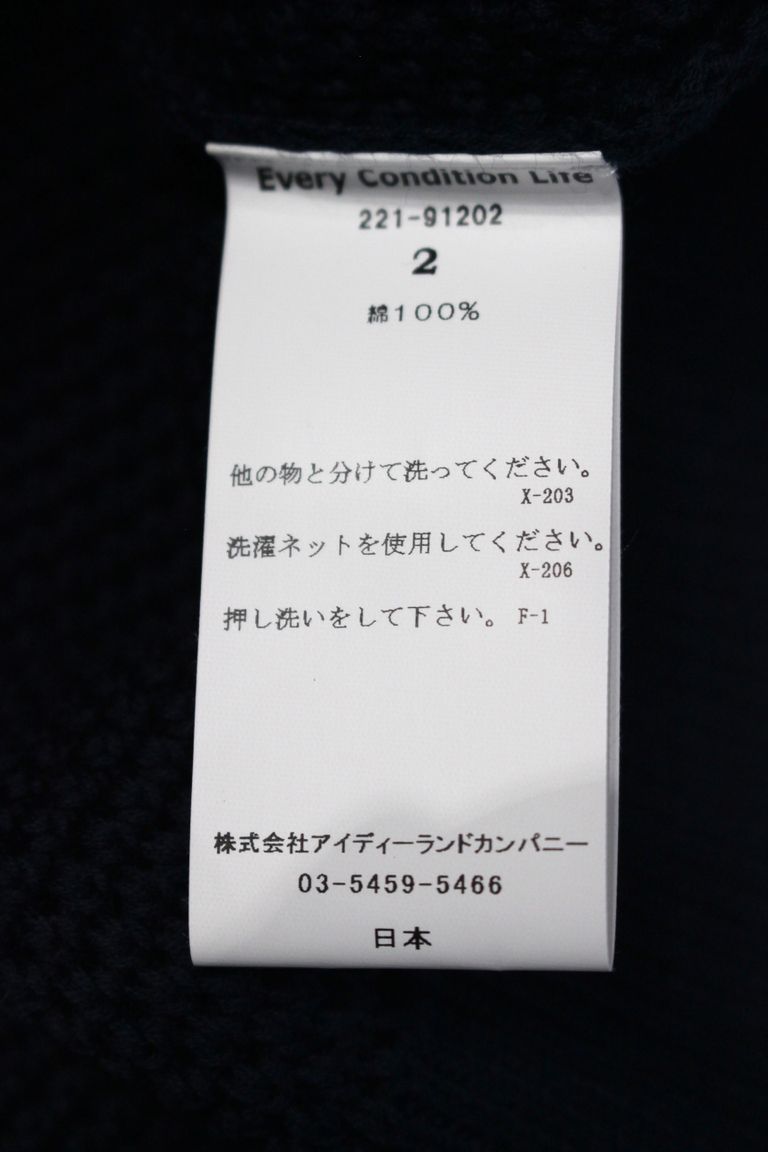 Every Condition Life
221-91202
2
綿100%
他の物と分けて洗ってください。
X-203
洗濯ネットを使用してください。
X-206
押し洗いをして下さい。 F-1
株式会社アイディーランドカンパニー
03-5459-5466
日本